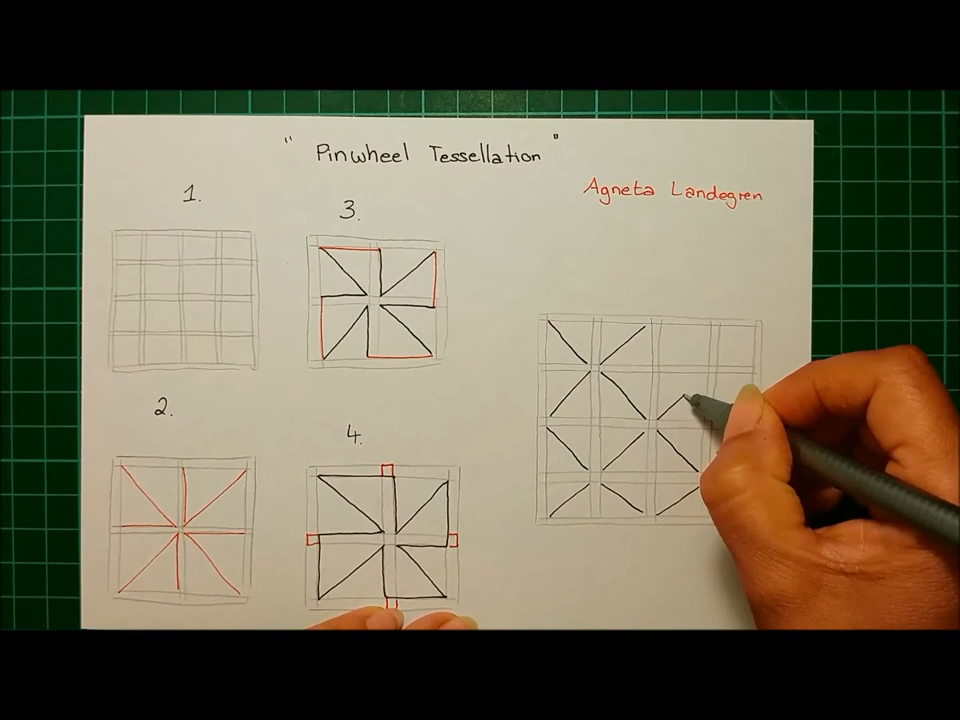 " Pinwheel Tessellation "
Agneta Landegren
1.
3.
2.
4.